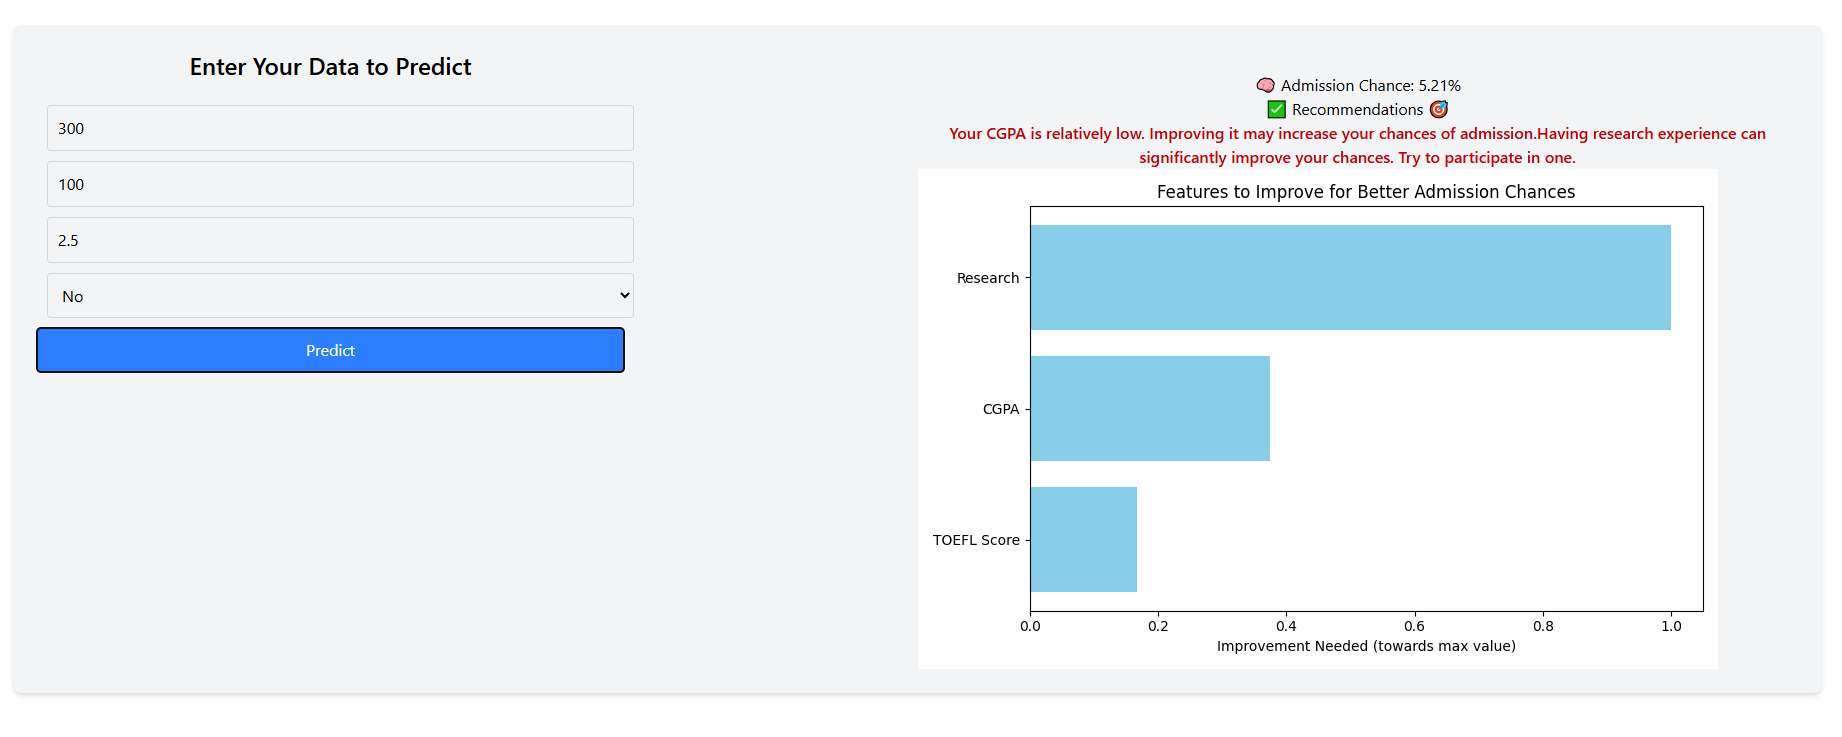 Enter Your Data to Predict
300
100
2.5
No
Predict
🧠 Admission Chance: 5.21%
✅ Recommendations 🎯
Your CGPA is relatively low. Improving it may increase your chances of admission.Having research experience can
significantly improve your chances. Try to participate in one.
Features to Improve for Better Admission Chances
Research
CGPA
TOEFL Score
0.0 0.2 0.4 0.6 0.8 1.0
Improvement Needed (towards max value)